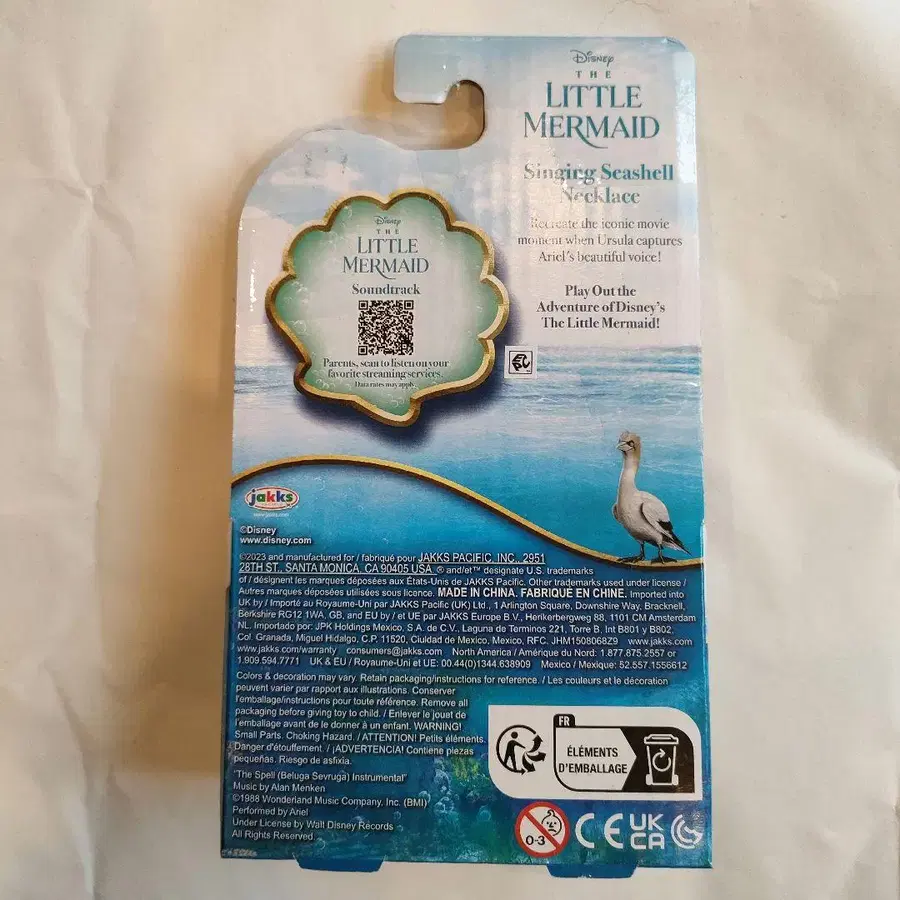 Disney
THE
LITTLE
MERMAID
Singing Seashell
Necklace
Recreate the iconic movie
moment when Ursula captures
Ariel's beautiful voice!
Play Out the
Adventure of Disney's
The Little Mermaid!
Disney
THE
LITTLE
MERMAID
Soundtrack
Parents, scan to listen on your
favorite streaming services.
Data rates may apply.
jakks
www.jakks.com
©Disney
www.disney.com
©2023 and manufactured for / fabriqué pour JAKKS PACIFIC, INC., 2951
28TH ST., SANTA MONICA, CA 90405 USA. ® and/et™ designate U.S. trademarks
of / désignent les marques déposées aux États-Unis de JAKKS Pacific. Other trademarks used under license /
Autres marques déposées utilisées sous licence. MADE IN CHINA. FABRIQUÉ EN CHINE. Imported into
UK by / Importé au Royaume-Uni par JAKKS Pacific (UK) Ltd., 1 Arlington Square, Downshire Way, Bracknell,
Berkshire RG12 1WA, GB, and EU by / et UE par JAKKS Europe B.V., Herikerbergweg 88, 1101 CM Amsterdam
NL. Importado por: JPK Holdings Mexico, S.A. de C.V., Laguna de Terminos 221, Torre B, Int B801 y B802,
Col. Granada, Miguel Hidalgo, C.P. 11520, Ciuldad de Mexico, Mexico, RFC. JHM1508068Z9 www.jakks.com
www.jakks.com/warranty consumers@jakks.com North America / Amérique du Nord: 1.877.875.2557 or
1.909.594.7771 UK & EU / Royaume-Uni et UE: 00.44(0)1344.638909 Mexico / Mexique: 52.557.1556612
Colors & decoration may vary. Retain packaging/instructions for reference. / Les couleurs et le décoration
peuvent varier par rapport aux illustrations. Conserver
l'emballage/instructions pour toute référence. Remove all
packaging before giving toy to child. / Enlever le jouet de
l'emballage avant de le donner à un enfant. WARNING!
Small Parts. Choking Hazard. / ATTENTION! Petits éléments.
Danger d'étouffement. / ¡ADVERTENCIA! Contiene piezas
pequeñas. Riesgo de asfixia.
"The Spell (Beluga Sevruga) Instrumental"
Music by Alan Menken
©1988 Wonderland Music Company, Inc. (BMI)
Performed by Ariel
Under License by Walt Disney Records
All Rights Reserved.
FR
ÉLÉMENTS
D'EMBALLAGE
0-3
CE
UK
CA